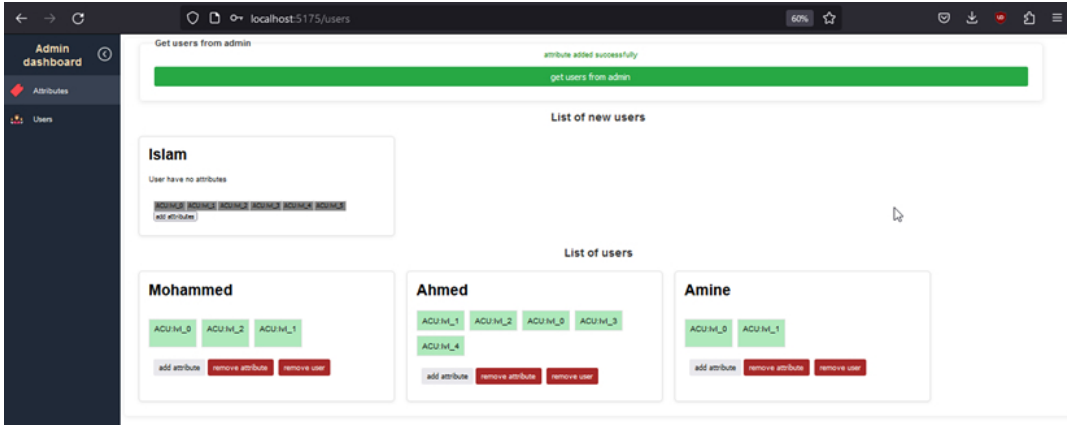 localhost:5175/users
60%
Admin
dashboard
Attributes
Users
Get users from admin
attribute added successfully
get users from admin
List of new users
Islam
User have no attributes
ACU:lvl_0 ACU:lvl_1 ACU:lvl_2 ACU:lvl_3 ACU:lvl_4 ACU:lvl_5
add attributes
List of users
Mohammed
ACU:lvl_0 ACU:lvl_2 ACU:lvl_1
add attribute remove attribute remove user
Ahmed
ACU:lvl_1 ACU:lvl_2 ACU:lvl_0 ACU:lvl_3
ACU:lvl_4
add attribute remove attribute remove user
Amine
ACU:lvl_0 ACU:lvl_1
add attribute remove attribute remove user